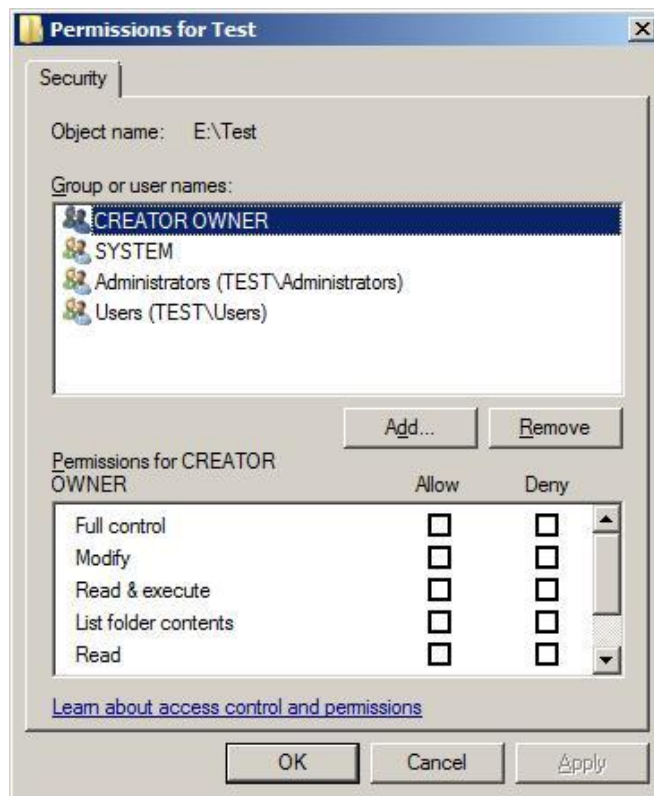 Permissions for Test
Security
Object name: E:\Test
Group or user names:
CREATOR OWNER
SYSTEM
Administrators (TEST\Administrators)
Users (TEST\Users)
Add... Remove
Permissions for CREATOR
OWNER Allow Deny
Full control
Modify
Read & execute
List folder contents
Read
Learn about access control and permissions
OK Cancel Apply